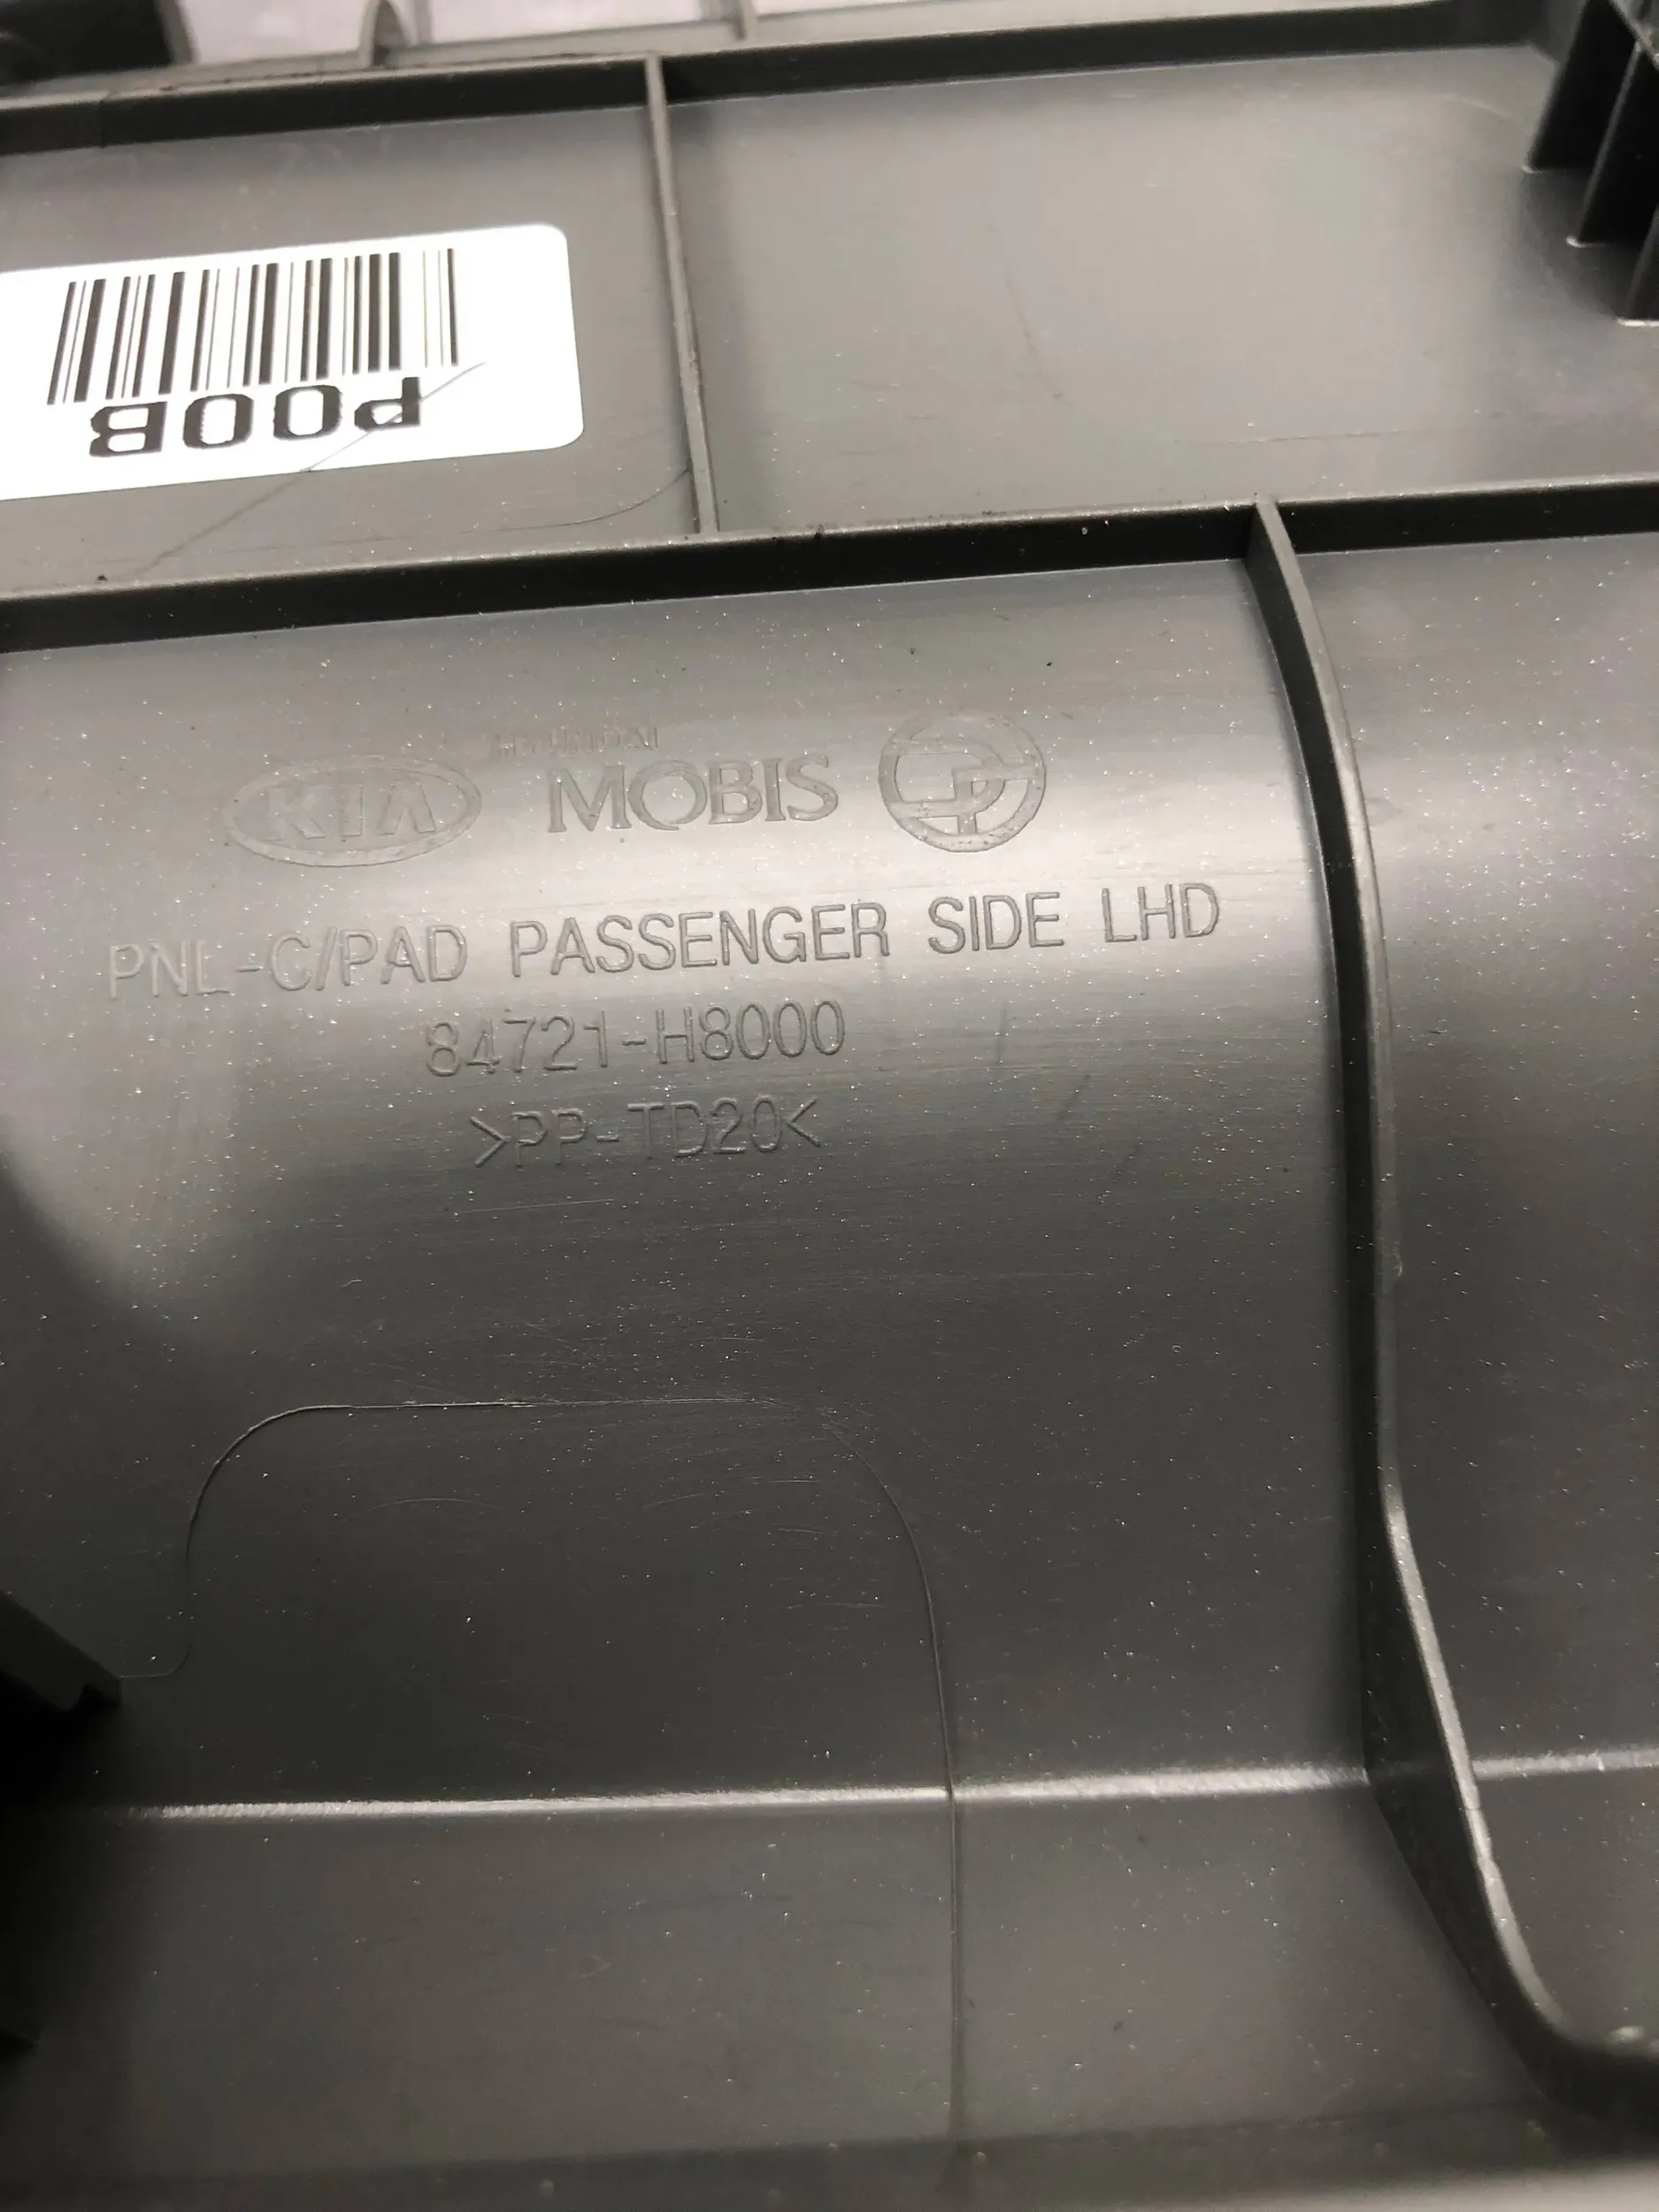 P00B
HYUNDAI
KIA MOBIS
PNL-C/PAD PASSENGER SIDE LHD
84721-H8000
>PP-TD20<